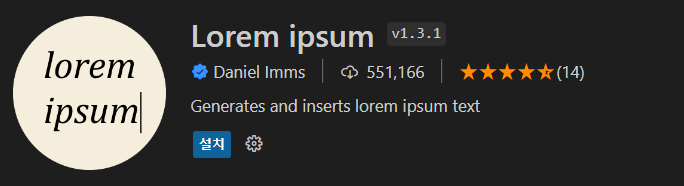 lorem
ipsum
Lorem ipsum v1.3.1
Daniel Imms 551,166 (14)
Generates and inserts lorem ipsum text
설치